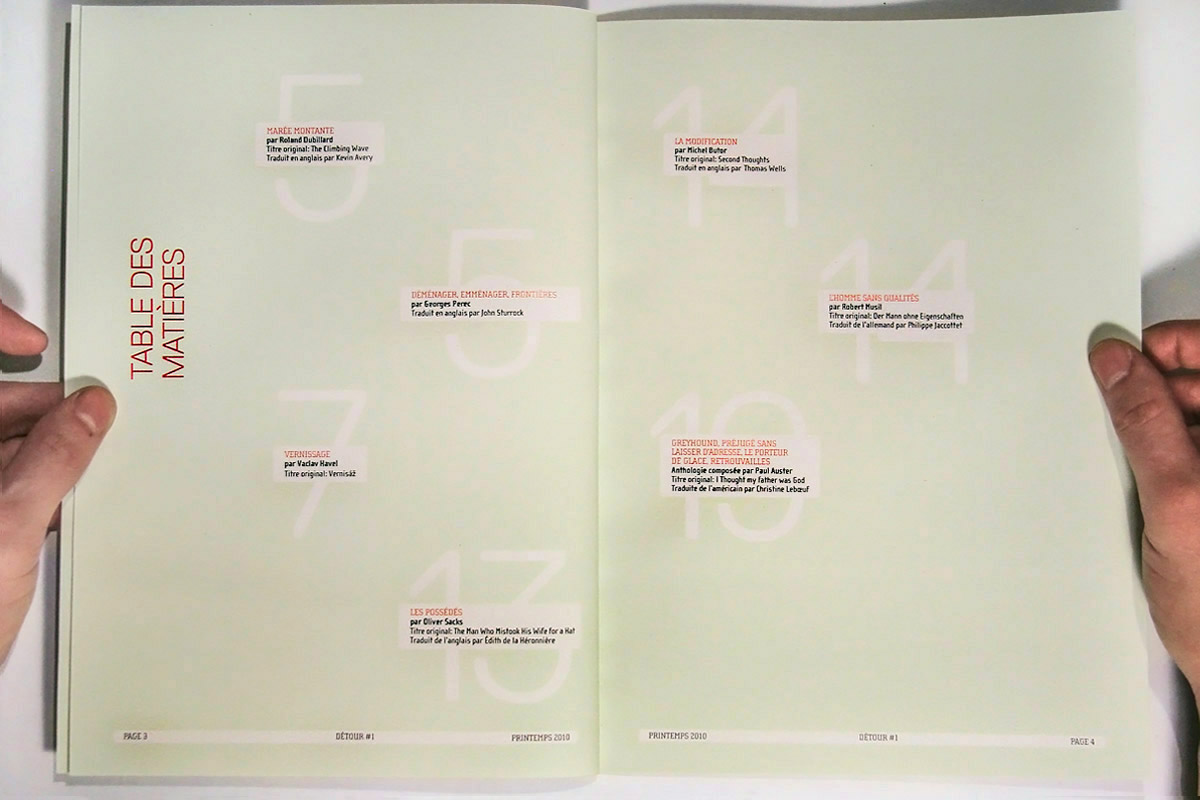 TABLE DES
MATIÈRES
5
MARÉE MONTANTE
par Roland Dubillard
Titre original: The Climbing Wave
Traduit en anglais par Kevin Avery
5
DÉMÉNAGER, EMMÉNAGER, FRONTIÈRES
par Georges Perec
Traduit en anglais par John Sturrock
7
VERNISSAGE
par Vaclav Havel
Titre original: Vernisáž
13
LES POSSÉDÉS
par Oliver Sacks
Titre original: The Man Who Mistook His Wife for a Hat
Traduit de l'anglais par Édith de la Héronnière
PAGE 3
DÉTOUR #1
PRINTEMPS 2010
14
LA MODIFICATION
par Michel Butor
Titre original: Second Thoughts
Traduit en anglais par Thomas Wells
14
L'HOMME SANS QUALITÉS
par Robert Musil
Titre original: Der Mann ohne Eigenschaften
Traduit de l'allemand par Philippe Jaccottet
19
GREYHOUND, PRÉJUGÉ SANS
LAISSER D'ADRESSE, LE PORTEUR
DE GLACE, RETROUVAILLES
Anthologie composée par Paul Auster
Titre original: I Thought my father was God
Traduite de l'américain par Christine Lebœuf
PRINTEMPS 2010
DÉTOUR #1
PAGE 4